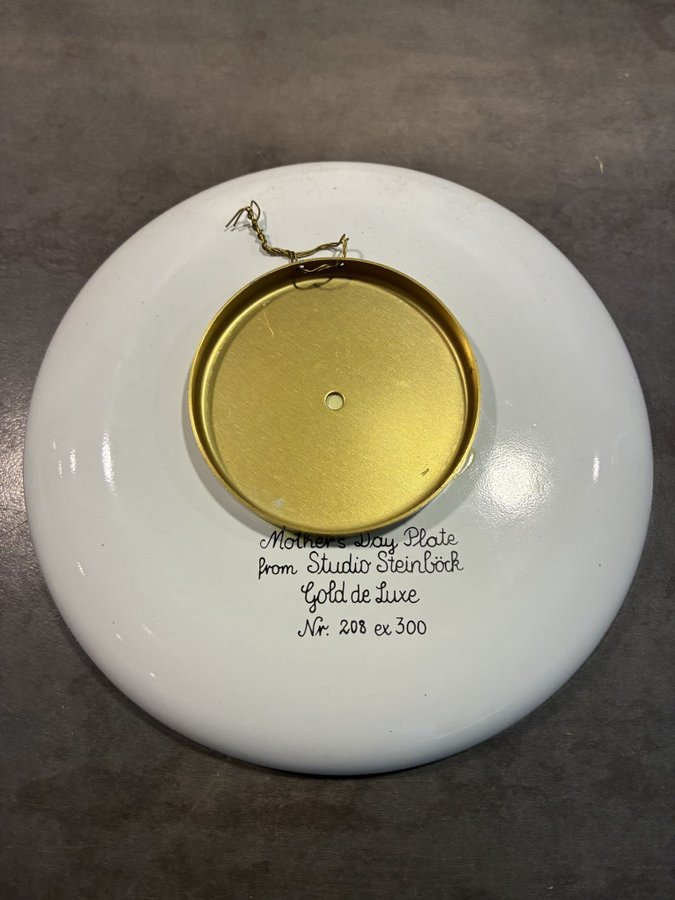 Mother's Day Plate
from Studio Steinböck
Gold de Luxe
Nr. 208 ex 300